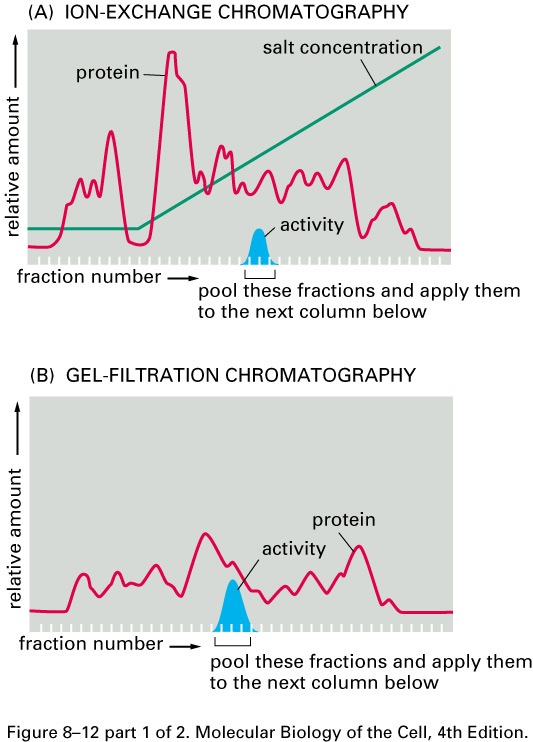 (A) ION-EXCHANGE CHROMATOGRAPHY
salt concentration
protein
relative amount
activity
fraction number
pool these fractions and apply them
to the next column below
(B) GEL-FILTRATION CHROMATOGRAPHY
relative amount
protein
activity
fraction number
pool these fractions and apply them
to the next column below
Figure 8–12 part 1 of 2. Molecular Biology of the Cell, 4th Edition.